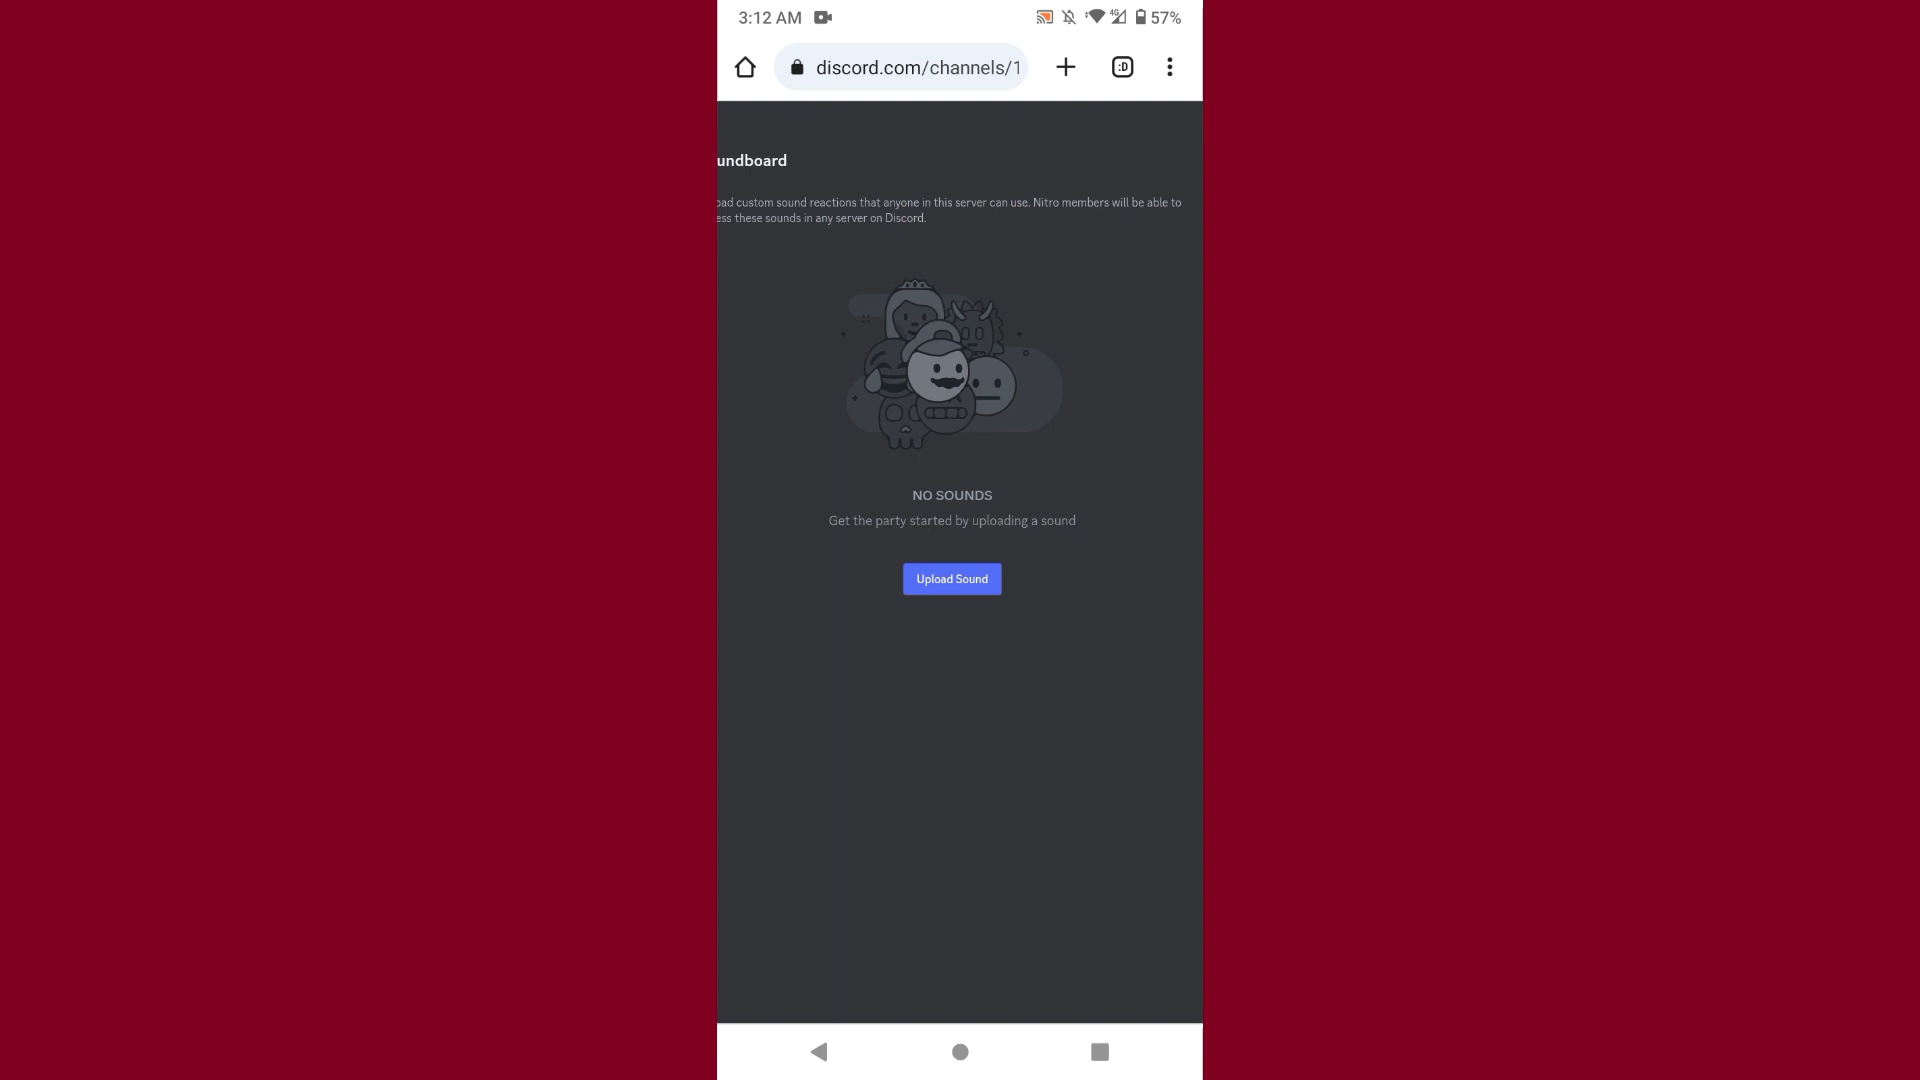 3:12 AM
4G
57%
discord.com/channels/1
:D
undboard
oad custom sound reactions that anyone in this server can use. Nitro members will be able to
ess these sounds in any server on Discord.
NO SOUNDS
Get the party started by uploading a sound
Upload Sound